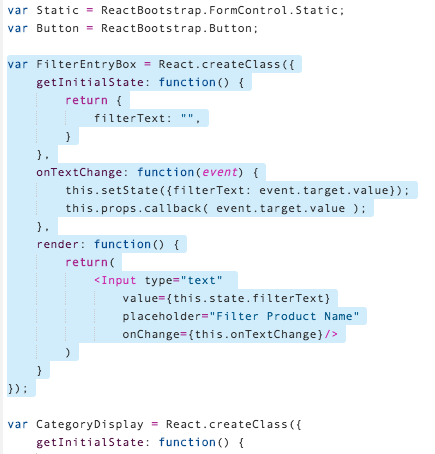 var Static = ReactBootstrap.FormControl.Static;
var Button = ReactBootstrap.Button;
var FilterEntryBox = React.createClass({
getInitialState: function() {
return {
filterText: "",
}
},
onTextChange: function(event) {
this.setState({filterText: event.target.value});
this.props.callback( event.target.value );
},
render: function() {
return(
<Input type="text"
value={this.state.filterText}
placeholder="Filter Product Name"
onChange={this.onTextChange}/>
)
}
});
var CategoryDisplay = React.createClass({
getInitialState: function() {